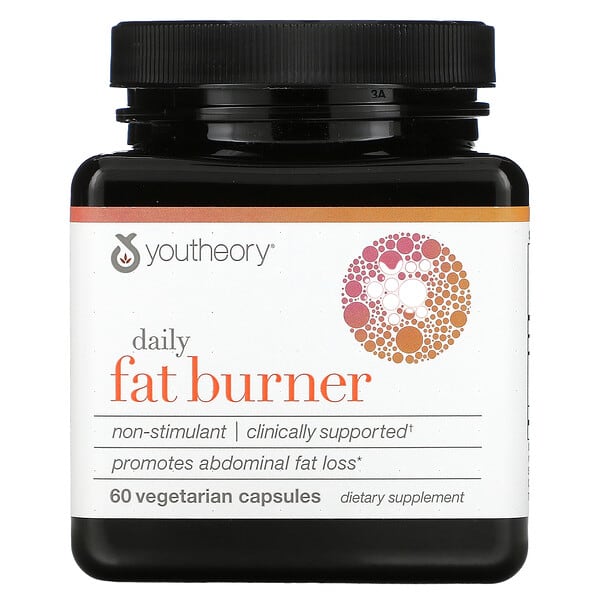 3A
youtheory®
daily
fat burner
non-stimulant | clinically supported†
promotes abdominal fat loss*
60 vegetarian capsules dietary supplement